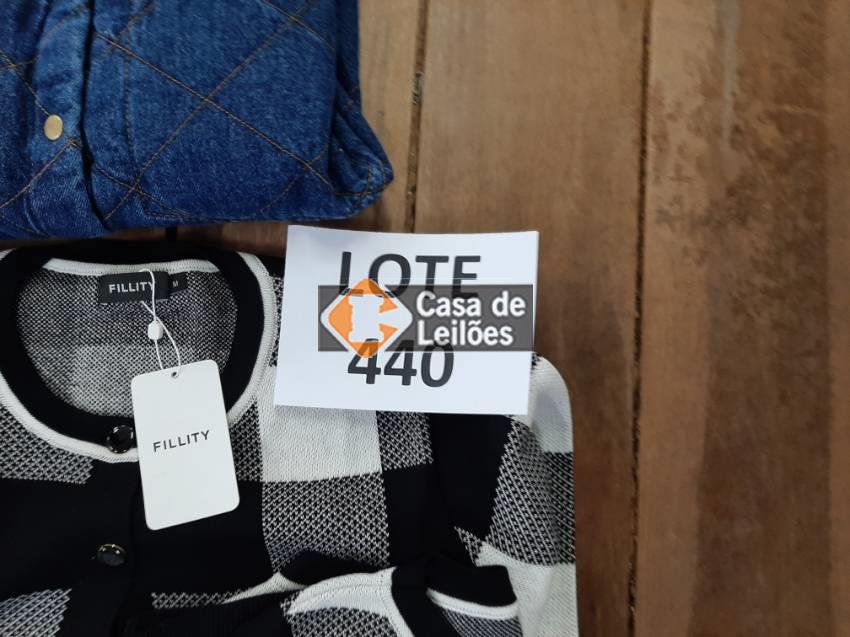 LOTE
Casa de
Leilões
440
FILLITY M
FILLITY